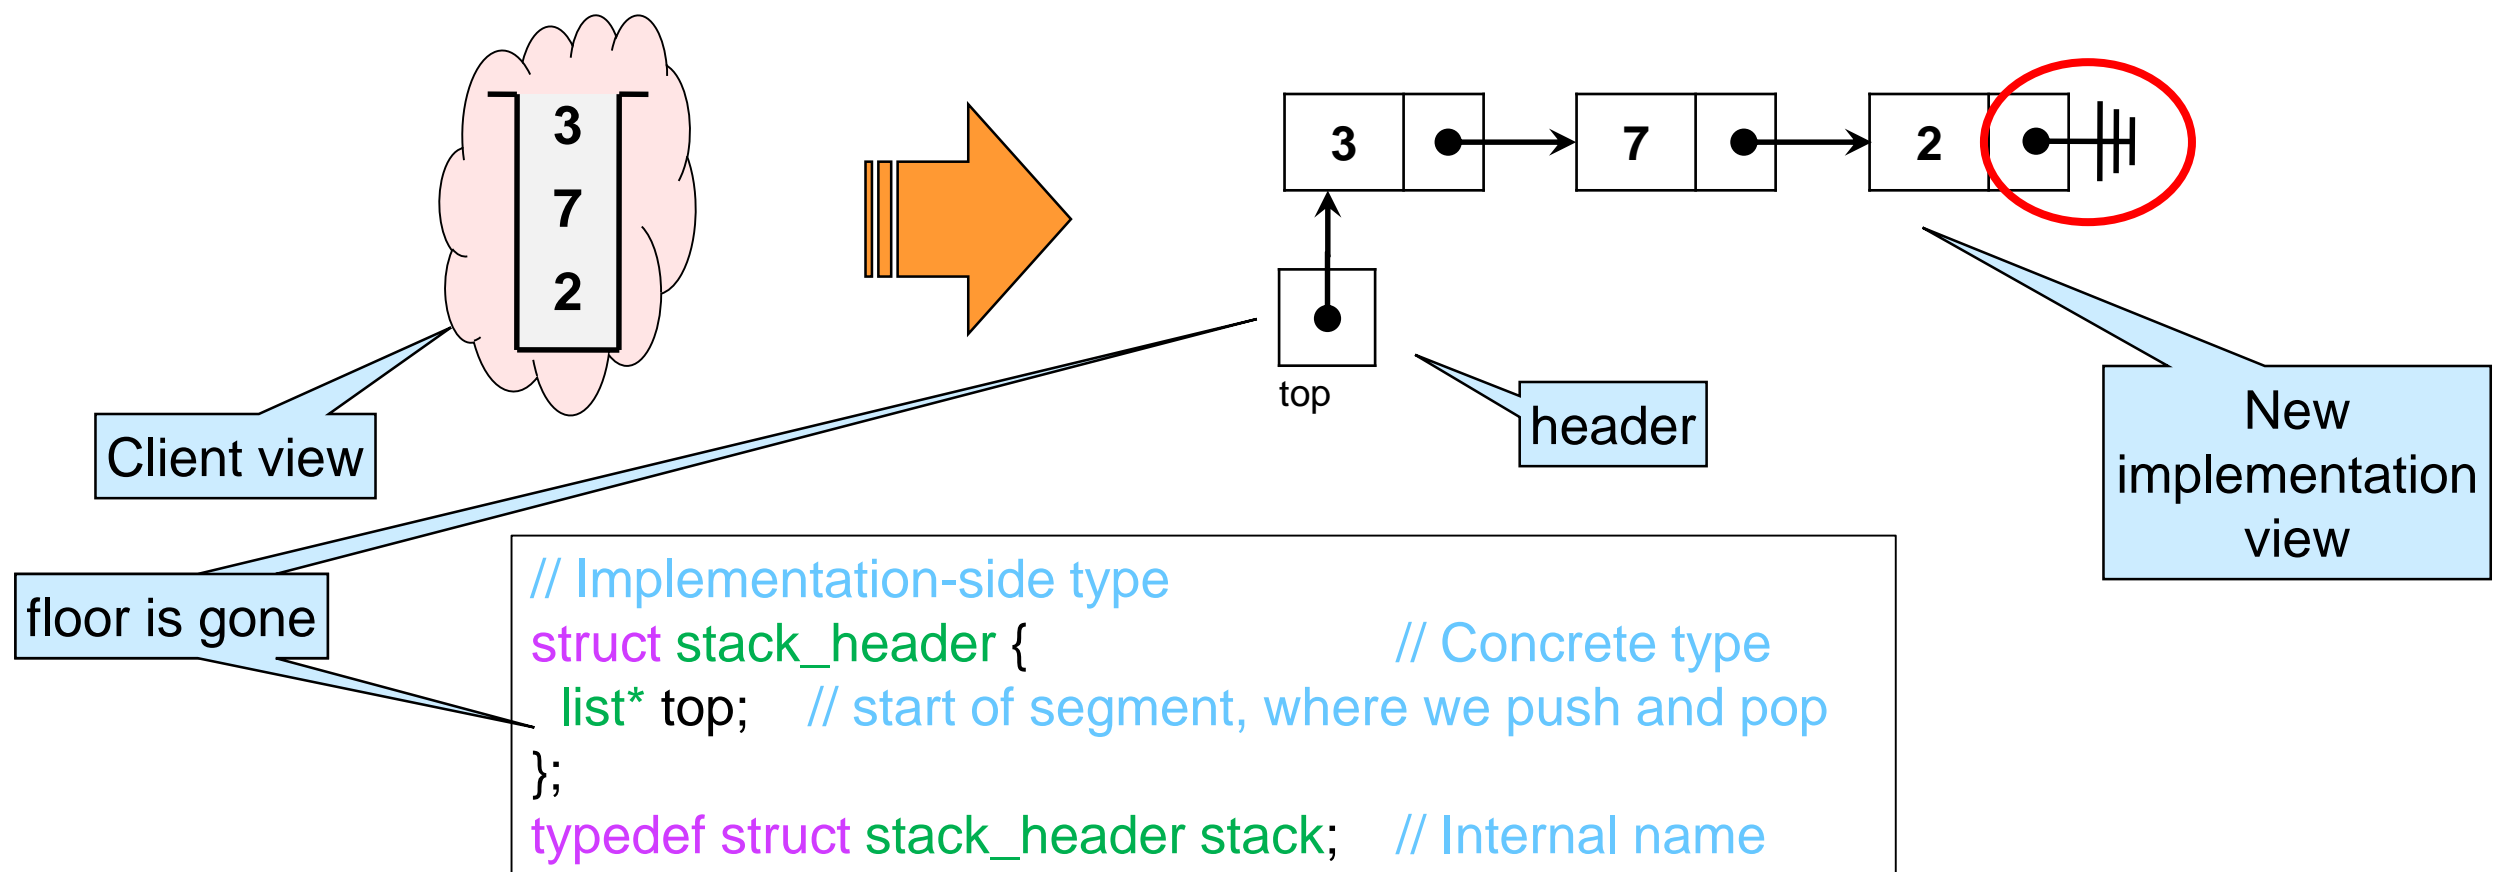 3
7
2
3
7
2
top
Client view
header
New
implementation
view
floor is gone
// Implementation-side type
struct stack_header { // Concrete type
list* top; // start of segment, where we push and pop
};
typedef struct stack_header stack; // Internal name